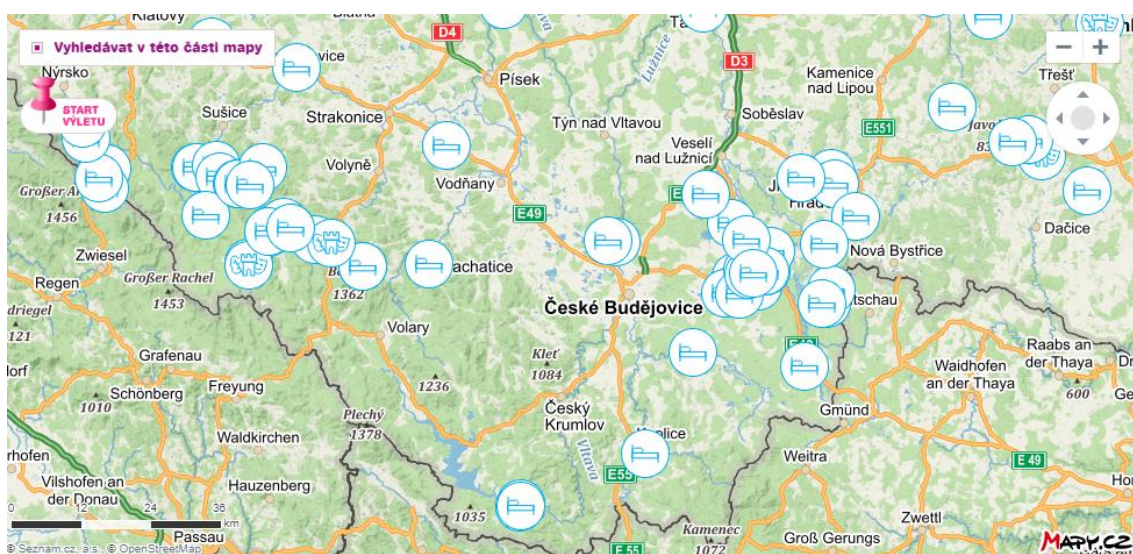 Klatovy
Blatná
D4
Vltava
Lužnice
D3
Vyhledávat v této části mapy
Nýrsko
START
VÝLETU
Sušice
Strakonice
Písek
Týn nad Vltavou
Soběslav
Kamenice
nad Lipou
E551
Třešť
− +
Volyně
Vodňany
Veselí
nad Lužnicí
1456
E49
Dačice
Zwiesel
Großer Rachel
1453
Regen
1362
Nová Bystřice
České Budějovice
Volary
Kleť
1084
1236
Grafenau
Schönberg
1010
Freyung
Plechý
1378
Český
Krumlov
Vltava
Waldkirchen
Hauzenberg
Vilshofen an
der Donau
0 12 24 36
km
Passau
1035
E55
E 55
Kamenec
1072
Gmünd
Weitra
Groß Gerungs
Zwettl
Waidhofen
an der Thaya
Raabs an
der Thaya
600
E 49
© Seznam.cz, a.s., © OpenStreetMap
MAPY.CZ